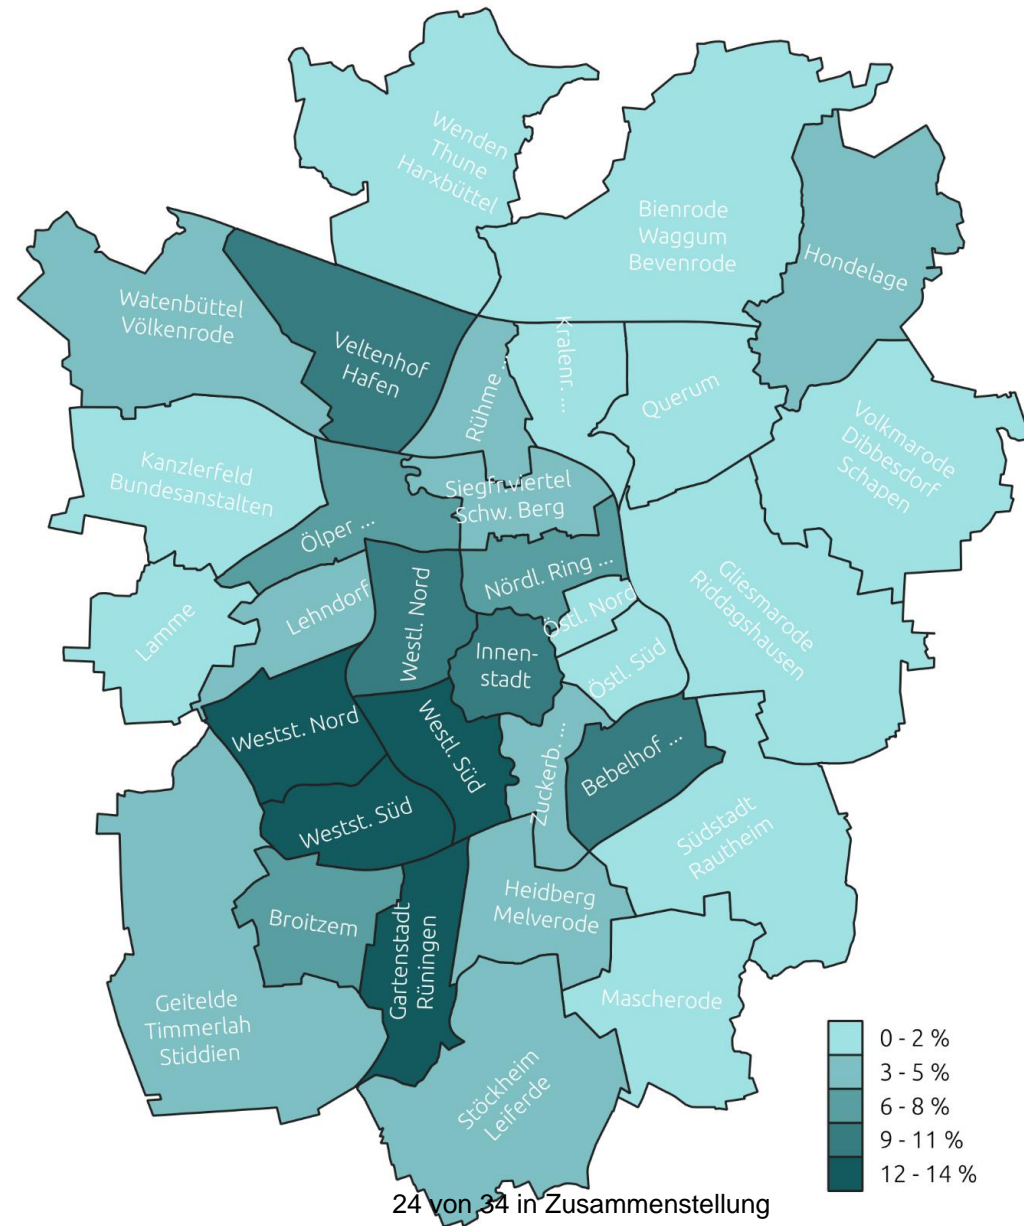 Wenden
Thune
Harxbüttel
Bienrode
Waggum
Bevenrode
Hondelage
Watenbüttel
Völkenrode
Veltenhof
Hafen
Rühme ...
Kralenr. ...
Querum
Volkmarode
Dibbesdorf
Schapen
Kanzlerfeld
Bundesanstalten
Siegfr.viertel
Schw. Berg
Ölper ...
Nördl. Ring ...
Gliesmarode
Riddagshausen
Lamme
Lehndorf
Westl. Nord
Östl. Nord
Innen-
stadt
Östl. Süd
Westst. Nord
Westl. Süd
Zuckerb. ...
Bebelhof ...
Westst. Süd
Südstadt
Rautheim
Broitzem
Gartenstadt
Rüningen
Heidberg
Melverode
Geitelde
Timmerlah
Stiddien
Mascherode
Stöckheim
Leiferde
0 - 2 %
3 - 5 %
6 - 8 %
9 - 11 %
12 - 14 %
24 von 34 in Zusammenstellung